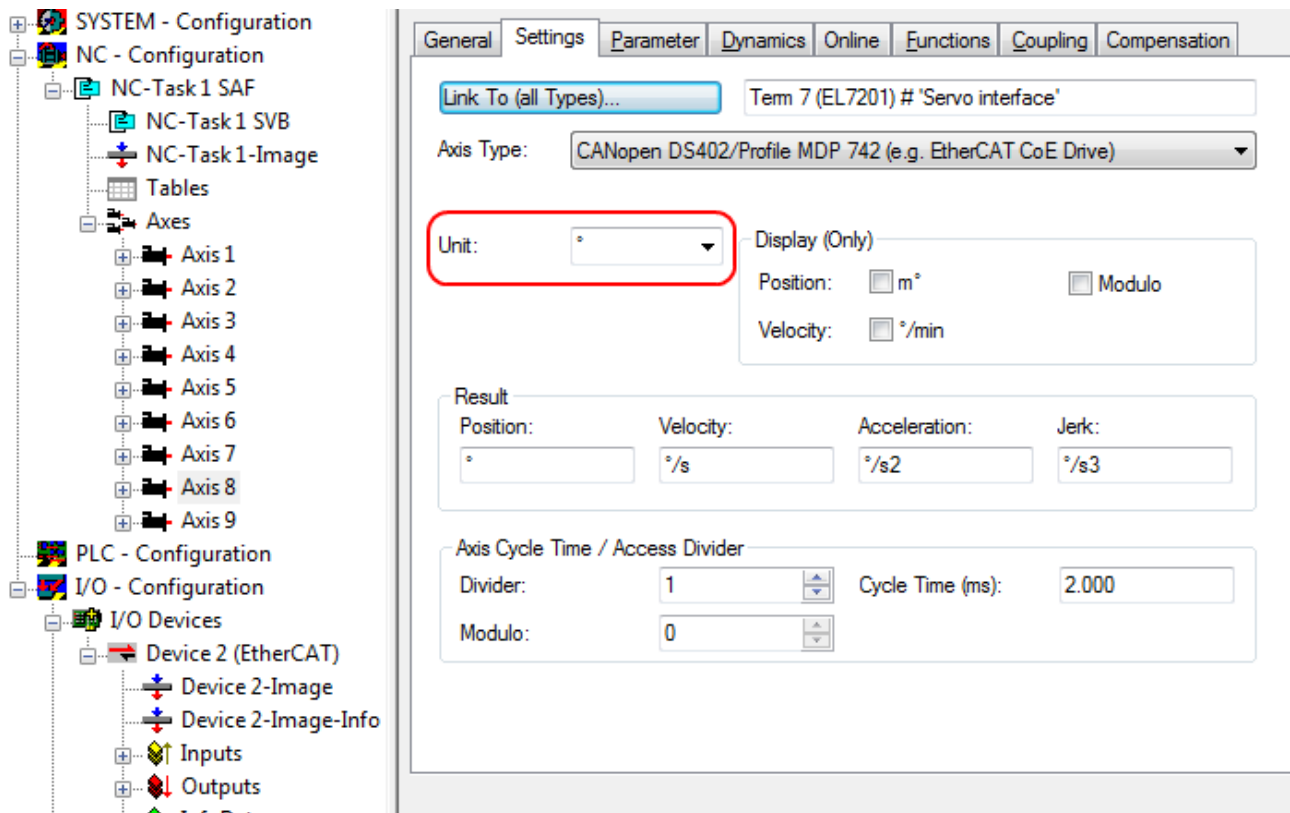 SYSTEM - Configuration
NC - Configuration
NC-Task 1 SAF
NC-Task 1 SVB
NC-Task 1-Image
Tables
Axes
Axis 1
Axis 2
Axis 3
Axis 4
Axis 5
Axis 6
Axis 7
Axis 8
Axis 9
PLC - Configuration
I/O - Configuration
I/O Devices
Device 2 (EtherCAT)
Device 2-Image
Device 2-Image-Info
Inputs
Outputs
General Settings Parameter Dynamics Online Functions Coupling Compensation
Link To (all Types)... Term 7 (EL7201) # 'Servo interface'
Axis Type: CANopen DS402/Profile MDP 742 (e.g. EtherCAT CoE Drive)
Unit: °
Display (Only)
Position: m° Modulo
Velocity: °/min
Result
Position: Velocity: Acceleration: Jerk:
° °/s °/s2 °/s3
Axis Cycle Time / Access Divider
Divider: 1 Cycle Time (ms): 2.000
Modulo: 0